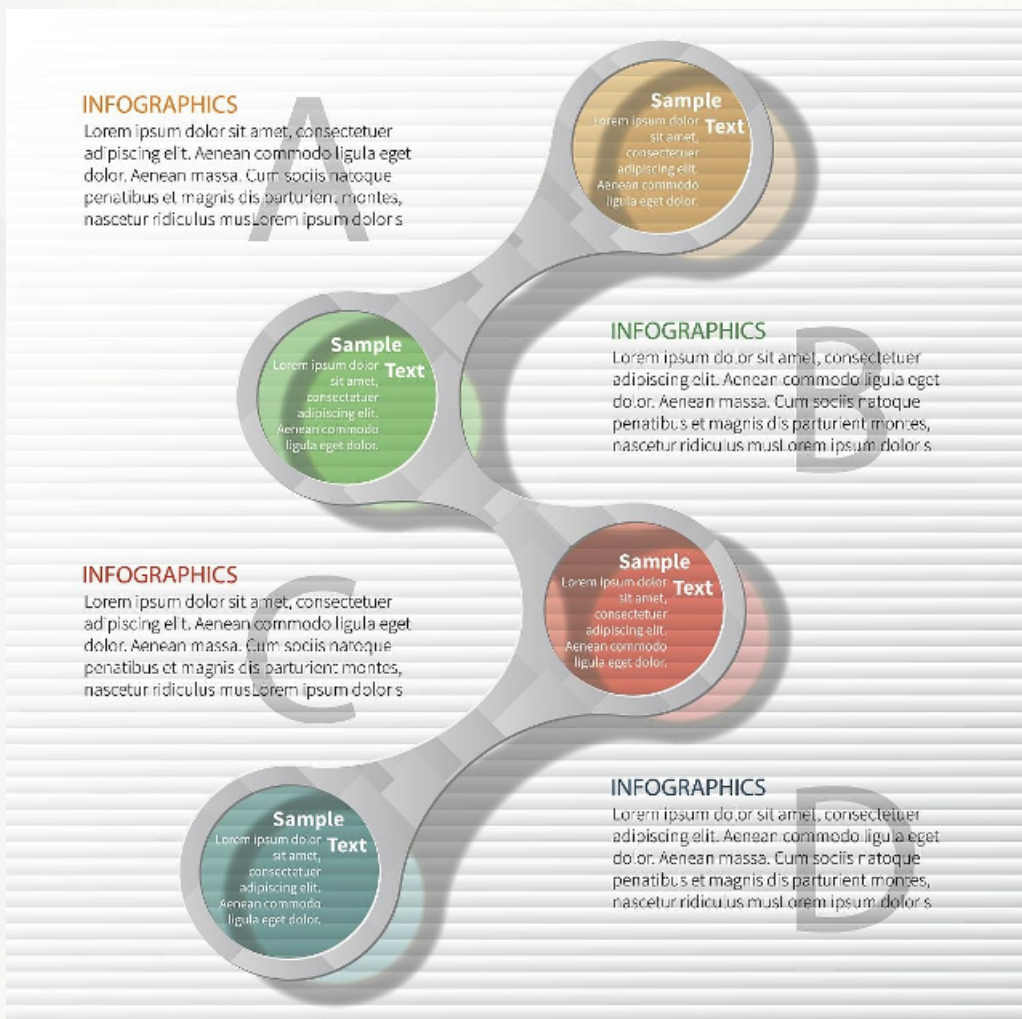 INFOGRAPHICS
Lorem ipsum dolor sit amet, consectetuer
adipiscing elit. Aenean commodo ligula eget
dolor. Aenean massa. Cum sociis natoque
penatibus et magnis dis parturient montes,
nascetur ridiculus musLorem ipsum dolor s
A
Sample
Text
Lorem ipsum dolor
sit amet,
consectetuer
adipiscing elit.
Aenean commodo
ligula eget dolor.
Sample
Text
Lorem ipsum dolor
sit amet,
consectetuer
adipiscing elit.
Aenean commodo
ligula eget dolor.
INFOGRAPHICS
Lorem ipsum dolor sit amet, consectetuer
adipiscing elit. Aenean commodo ligula eget
dolor. Aenean massa. Cum sociis natoque
penatibus et magnis dis parturient montes,
nascetur ridiculus musLorem ipsum dolor s
B
INFOGRAPHICS
Lorem ipsum dolor sit amet, consectetuer
adipiscing elit. Aenean commodo ligula eget
dolor. Aenean massa. Cum sociis natoque
penatibus et magnis dis parturient montes,
nascetur ridiculus musLorem ipsum dolor s
C
Sample
Text
Lorem ipsum dolor
sit amet,
consectetuer
adipiscing elit.
Aenean commodo
ligula eget dolor.
Sample
Text
Lorem ipsum dolor
sit amet,
consectetuer
adipiscing elit.
Aenean commodo
ligula eget dolor.
INFOGRAPHICS
Lorem ipsum dolor sit amet, consectetuer
adipiscing elit. Aenean commodo ligula eget
dolor. Aenean massa. Cum sociis natoque
penatibus et magnis dis parturient montes,
nascetur ridiculus musLorem ipsum dolor s
D